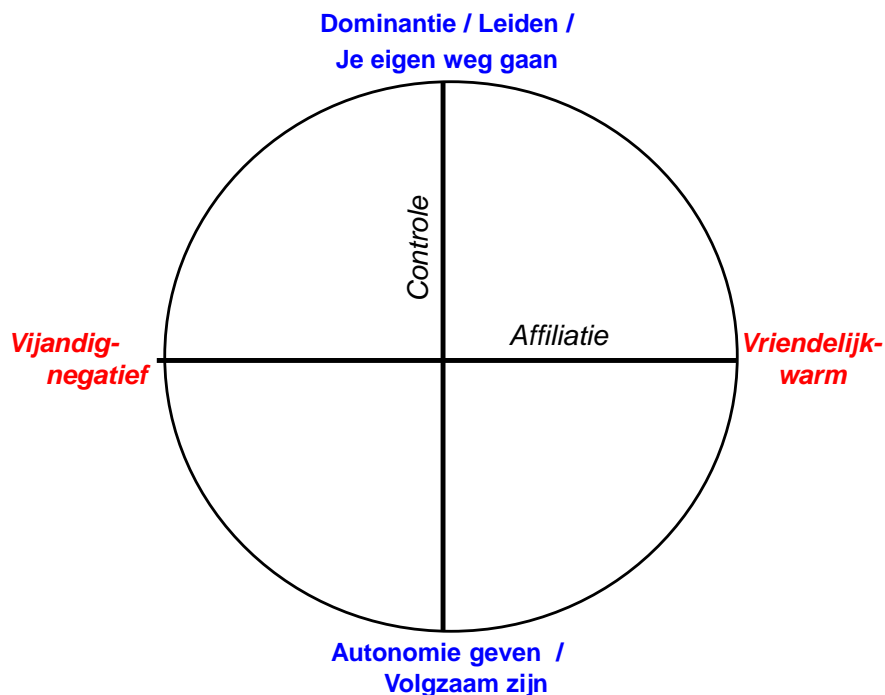 Dominantie / Leiden /
Je eigen weg gaan
Controle
Affiliatie
Vijandig-
negatief
Vriendelijk-
warm
Autonomie geven /
Volgzaam zijn